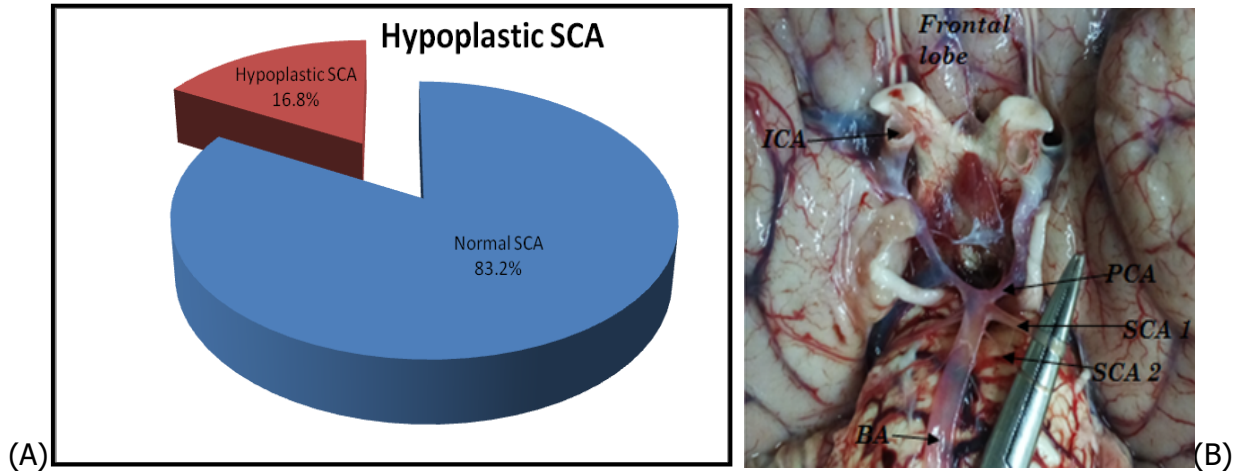 Hypoplastic SCA
Hypoplastic SCA
16.8%
Normal SCA
83.2%
(A)
Frontal
lobe
ICA
PCA
SCA 1
SCA 2
BA
(B)